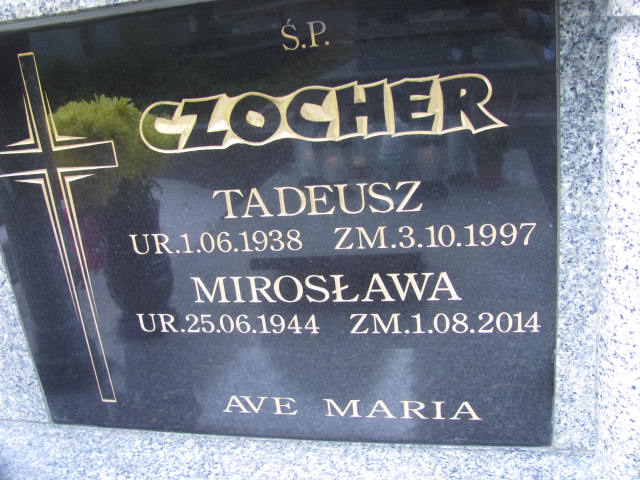 Ś.P.
CZOCHER
TADEUSZ
UR.1.06.1938 ZM.3.10.1997
MIROSŁAWA
UR.25.06.1944 ZM.1.08.2014
AVE MARIA